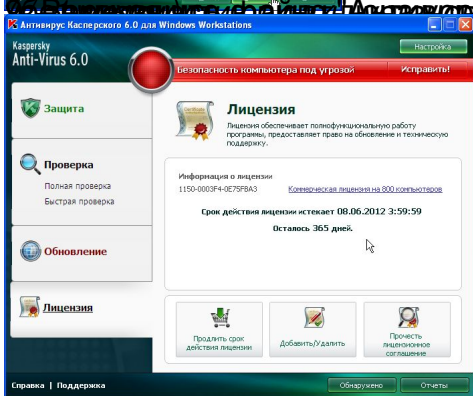 Антивирус Касперского 6.0 для Windows Workstations
Kaspersky
Anti-Virus 6.0
Настройка
Безопасность компьютера под угрозой
Исправить!
Защита
Проверка
Полная проверка
Быстрая проверка
Обновление
Лицензия
Лицензия
Лицензия обеспечивает полнофункциональную работу
программы, предоставляет право на обновление и техническую
поддержку.
Информация о лицензии
1150-0003F4-0E75FBA3
Коммерческая лицензия на 800 компьютеров
Срок действия лицензии истекает 08.06.2012 3:59:59
Осталось 365 дней.
Продлить срок
действия лицензии
Добавить/Удалить
Прочесть
лицензионное
соглашение
Справка | Поддержка
Обнаружено
Отчеты